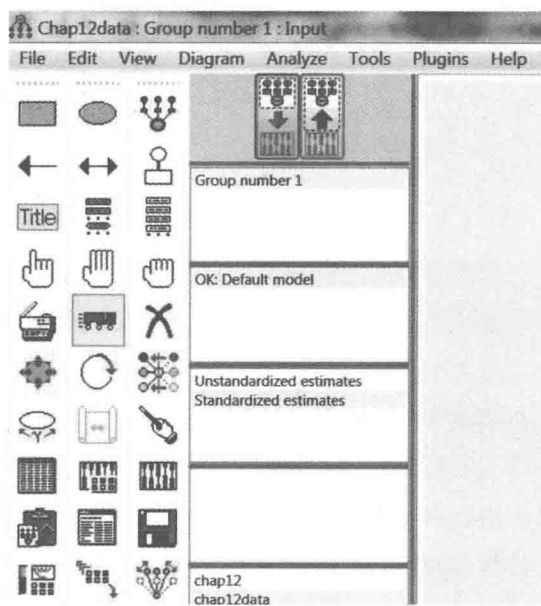 Chap12data : Group number 1 : Input
File Edit View Diagram Analyze Tools Plugins Help
Title
Group number 1
OK: Default model
Unstandardized estimates
Standardized estimates
chap12
chap12data